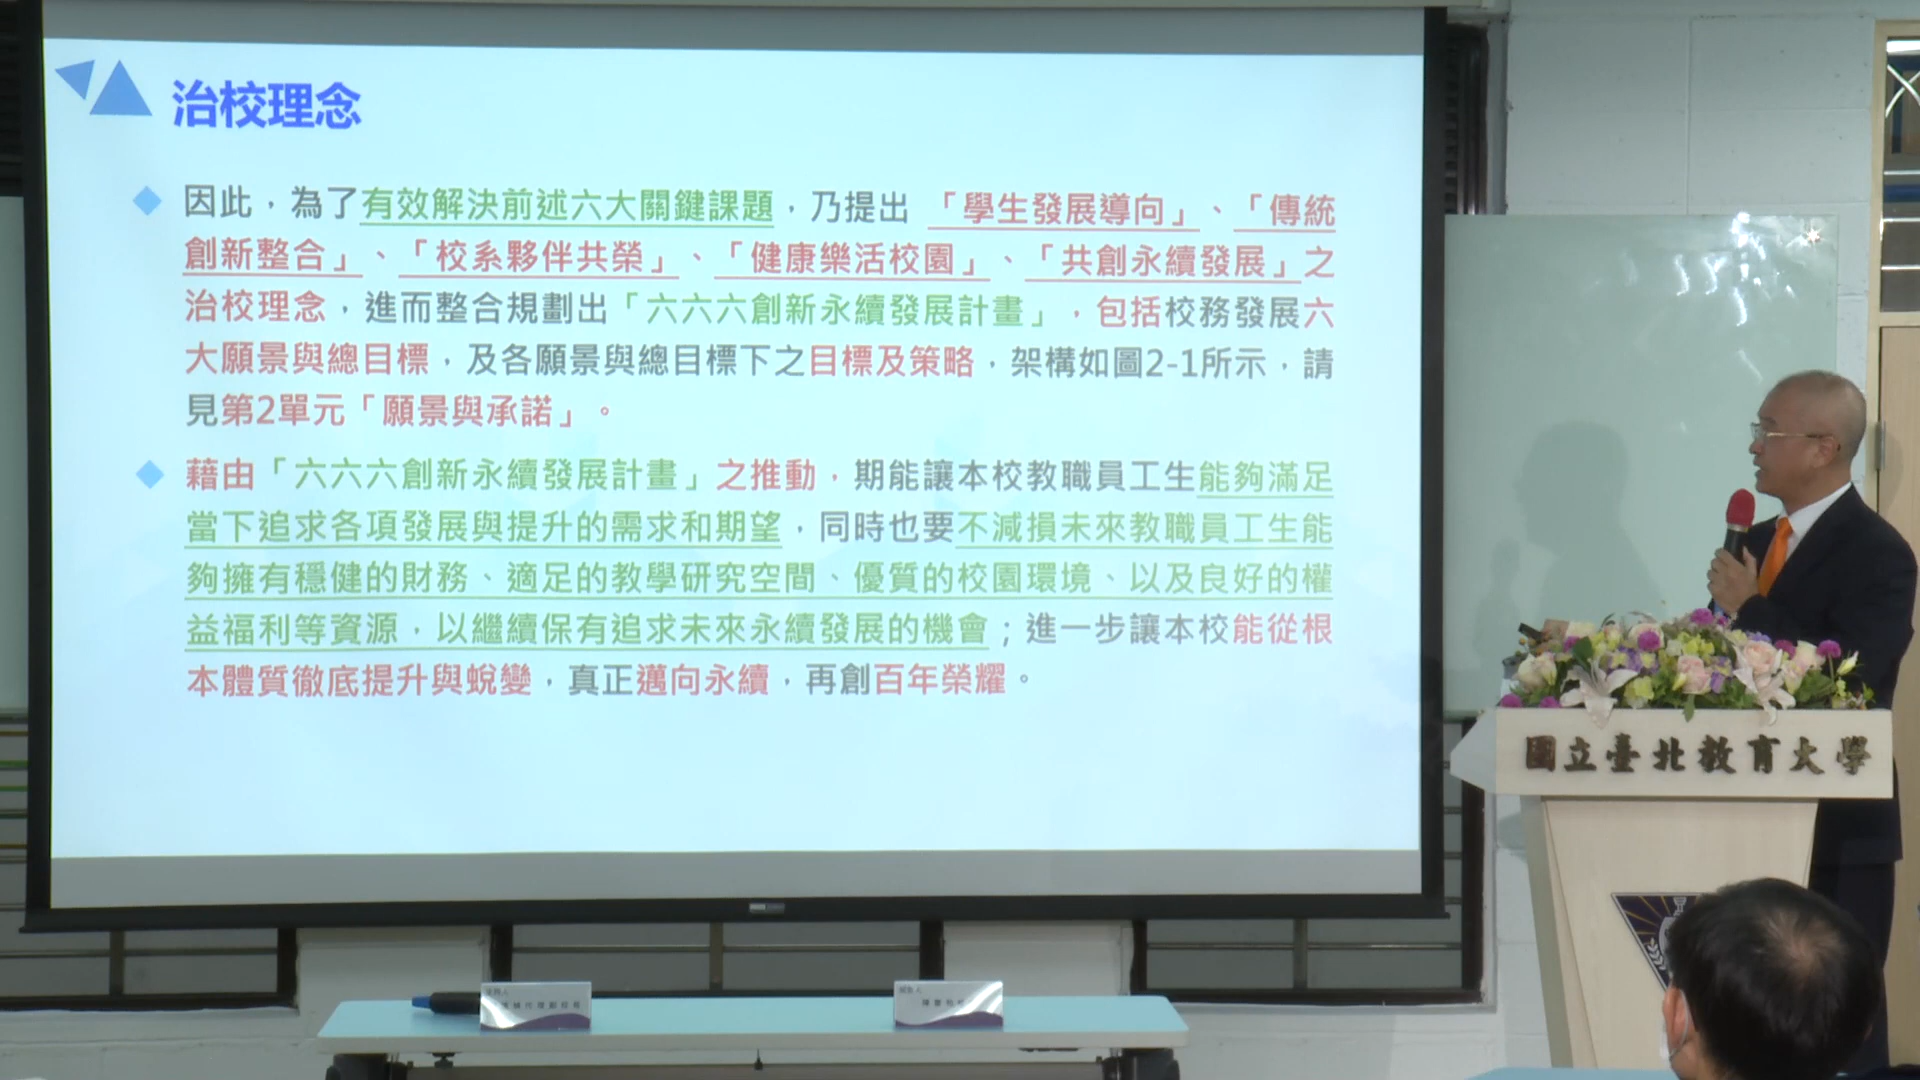 治校理念
因此，為了有效解決前述六大關鍵課題，乃提出「學生發展導向」、「傳統
創新整合」、「校系夥伴共榮」、「健康樂活校園」、「共創永續發展」之
治校理念，進而整合規劃出「六六六創新永續發展計畫」，包括校務發展六
大願景與總目標，及各願景與總目標下之目標及策略，架構如圖2-1所示，請
見第2單元「願景與承諾」。
藉由「六六六創新永續發展計畫」之推動，期能讓本校教職員工生能夠滿足
當下追求各項發展與提升的需求和期望，同時也要不減損未來教職員工生能
夠擁有穩健的財務、適足的教學研究空間、優質的校園環境、以及良好的權
益福利等資源，以繼續保有追求未來永續發展的機會；進一步讓本校能從根
本體質徹底提升與蛻變，真正邁向永續，再創百年榮耀。
國立臺北教育大學